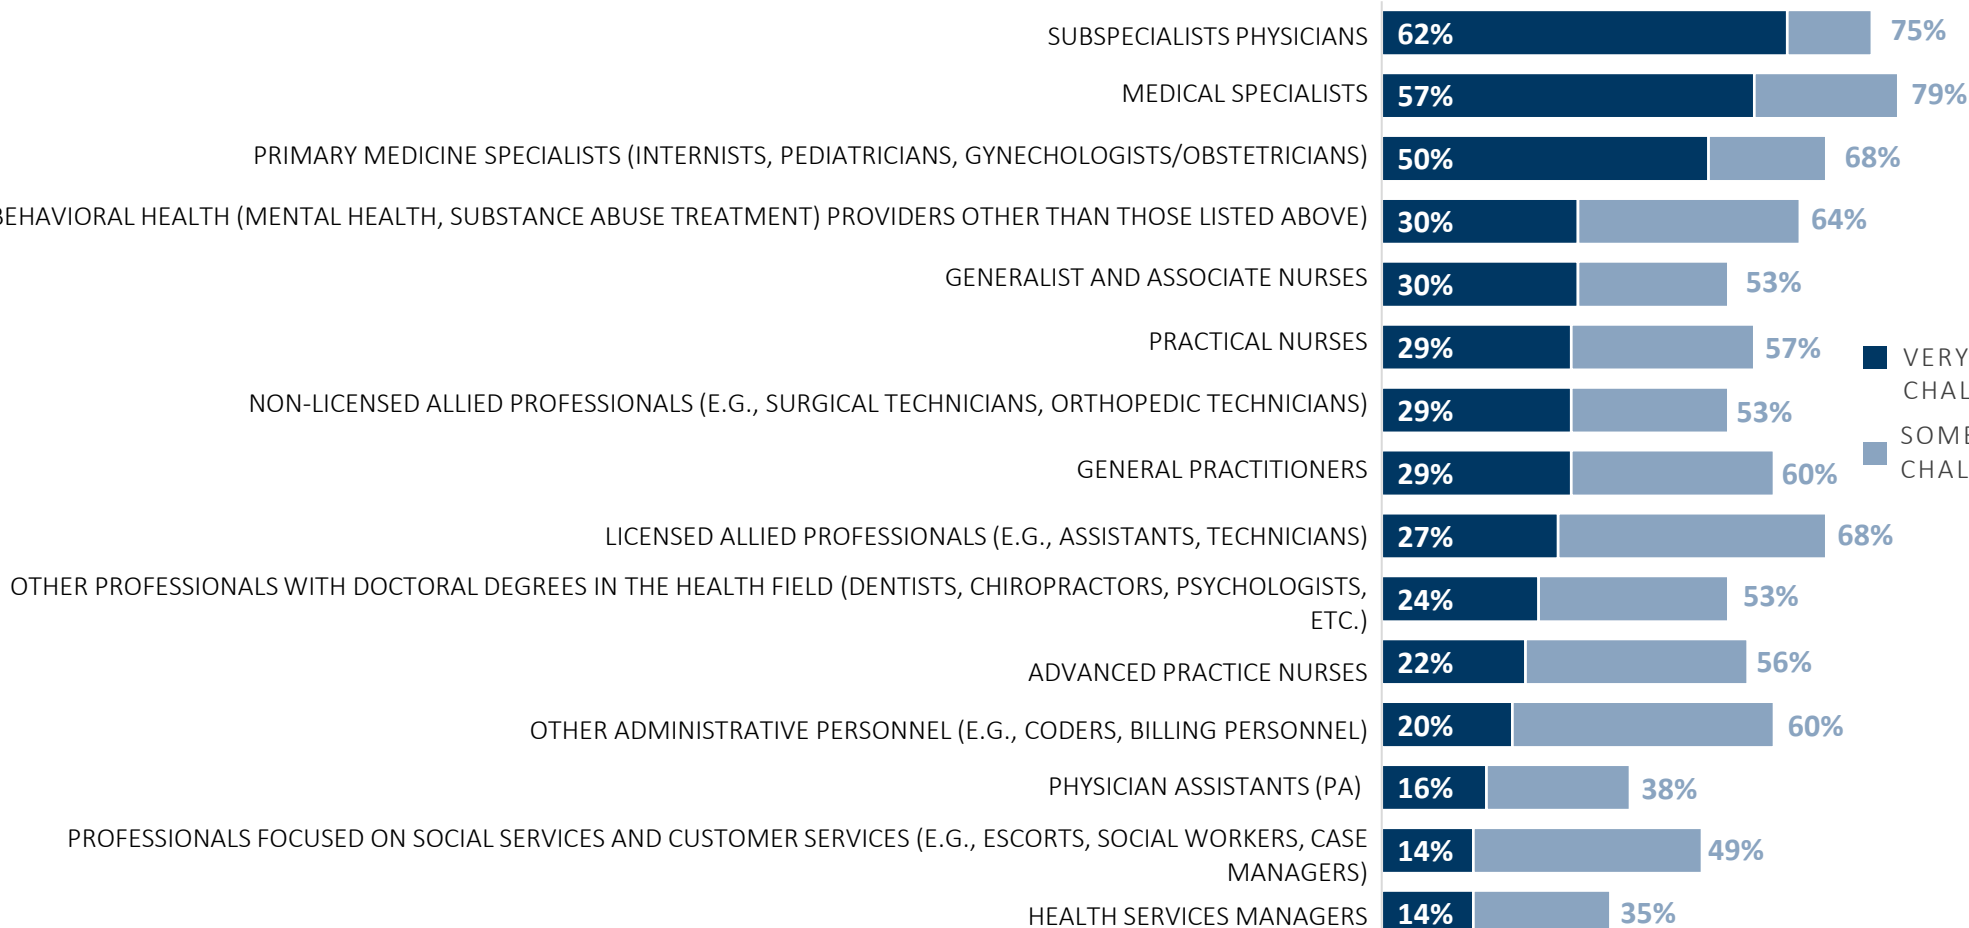 SUBSPECIALISTS PHYSICIANS 62% 75%
MEDICAL SPECIALISTS 57% 79%
PRIMARY MEDICINE SPECIALISTS (INTERNISTS, PEDIATRICIANS, GYNECHOLOGISTS/OBSTETRICIANS) 50% 68%
BEHAVIORAL HEALTH (MENTAL HEALTH, SUBSTANCE ABUSE TREATMENT) PROVIDERS OTHER THAN THOSE LISTED ABOVE) 30% 64%
GENERALIST AND ASSOCIATE NURSES 30% 53%
PRACTICAL NURSES 29% 57%
VERY
CHAL
NON-LICENSED ALLIED PROFESSIONALS (E.G., SURGICAL TECHNICIANS, ORTHOPEDIC TECHNICIANS) 29% 53%
SOME
CHAL
GENERAL PRACTITIONERS 29% 60%
LICENSED ALLIED PROFESSIONALS (E.G., ASSISTANTS, TECHNICIANS) 27% 68%
OTHER PROFESSIONALS WITH DOCTORAL DEGREES IN THE HEALTH FIELD (DENTISTS, CHIROPRACTORS, PSYCHOLOGISTS,
ETC.) 24% 53%
ADVANCED PRACTICE NURSES 22% 56%
OTHER ADMINISTRATIVE PERSONNEL (E.G., CODERS, BILLING PERSONNEL) 20% 60%
PHYSICIAN ASSISTANTS (PA) 16% 38%
PROFESSIONALS FOCUSED ON SOCIAL SERVICES AND CUSTOMER SERVICES (E.G., ESCORTS, SOCIAL WORKERS, CASE
MANAGERS) 14% 49%
HEALTH SERVICES MANAGERS 14% 35%